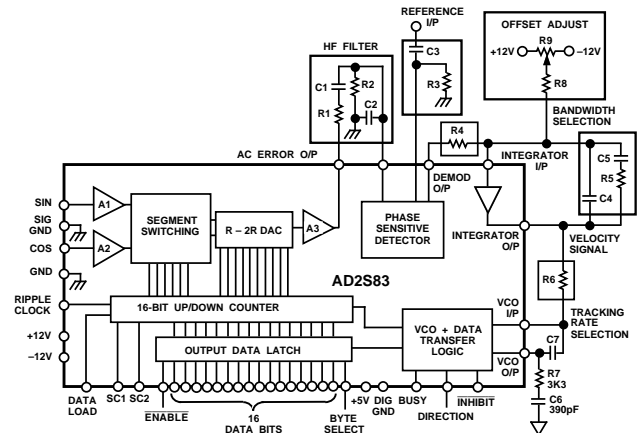 REFERENCE
I/P
OFFSET ADJUST
R9
+12V
–12V
R8
HF FILTER
C3
R3
C1
R2
C2
R1
BANDWIDTH
SELECTION
R4
AC ERROR O/P
INTEGRATOR
I/P
DEMOD
O/P
C5
R5
C4
SIN
A1
SIG
GND
COS
A2
GND
SEGMENT
SWITCHING
R – 2R DAC
A3
PHASE
SENSITIVE
DETECTOR
INTEGRATOR
O/P
VELOCITY
SIGNAL
AD2S83
R6
RIPPLE
CLOCK
16-BIT UP/DOWN COUNTER
VCO + DATA
TRANSFER
LOGIC
VCO
I/P
TRACKING
RATE
SELECTION
+12V
–12V
OUTPUT DATA LATCH
C7
VCO
O/P
R7
3K3
C6
390pF
DATA
LOAD
SC1
SC2
ENABLE
16
DATA BITS
BYTE
SELECT
+5V
DIG
GND
BUSY
DIRECTION
INHIBIT